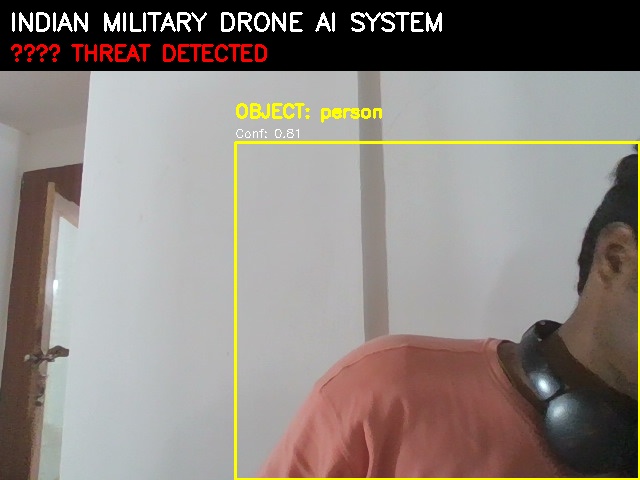 INDIAN MILITARY DRONE AI SYSTEM
???? THREAT DETECTED
OBJECT: person
Conf: 0.81